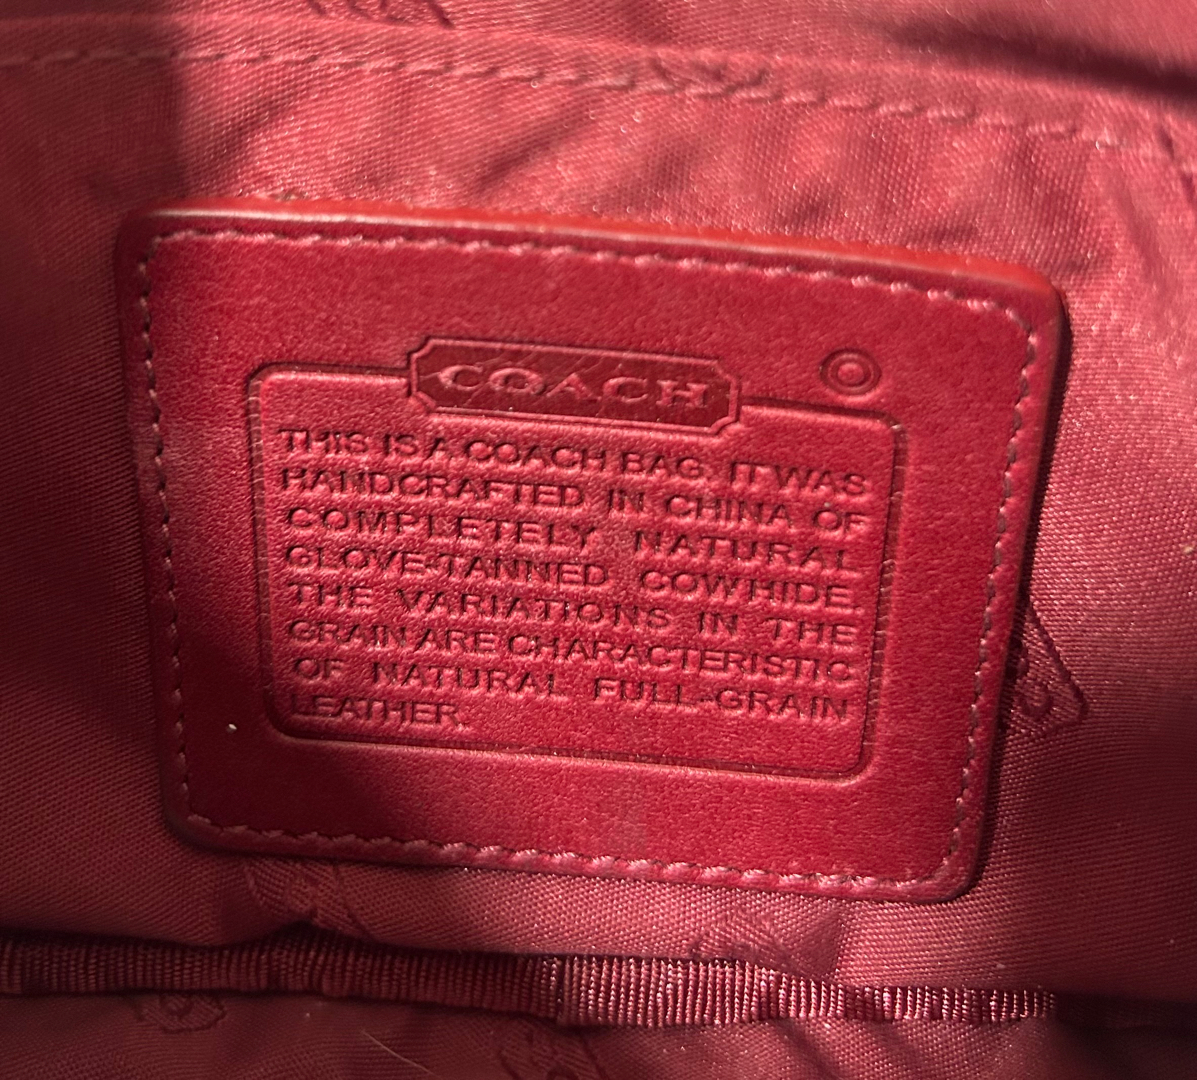 COACH
THIS IS A COACH BAG. IT WAS
HANDCRAFTED IN CHINA OF
COMPLETELY NATURAL
GLOVE-TANNED COWHIDE.
THE VARIATIONS IN THE
GRAIN ARE CHARACTERISTIC
OF NATURAL FULL-GRAIN
LEATHER.